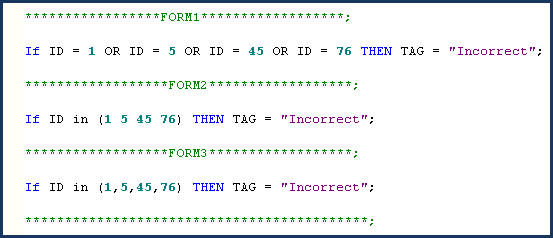 *****************FORM1******************;
If ID = 1 OR ID = 5 OR ID = 45 OR ID = 76 THEN TAG = "Incorrect";
******************FORM2******************;
If ID in (1 5 45 76) THEN TAG = "Incorrect";
******************FORM3******************;
If ID in (1,5,45,76) THEN TAG = "Incorrect";
*******************************************;